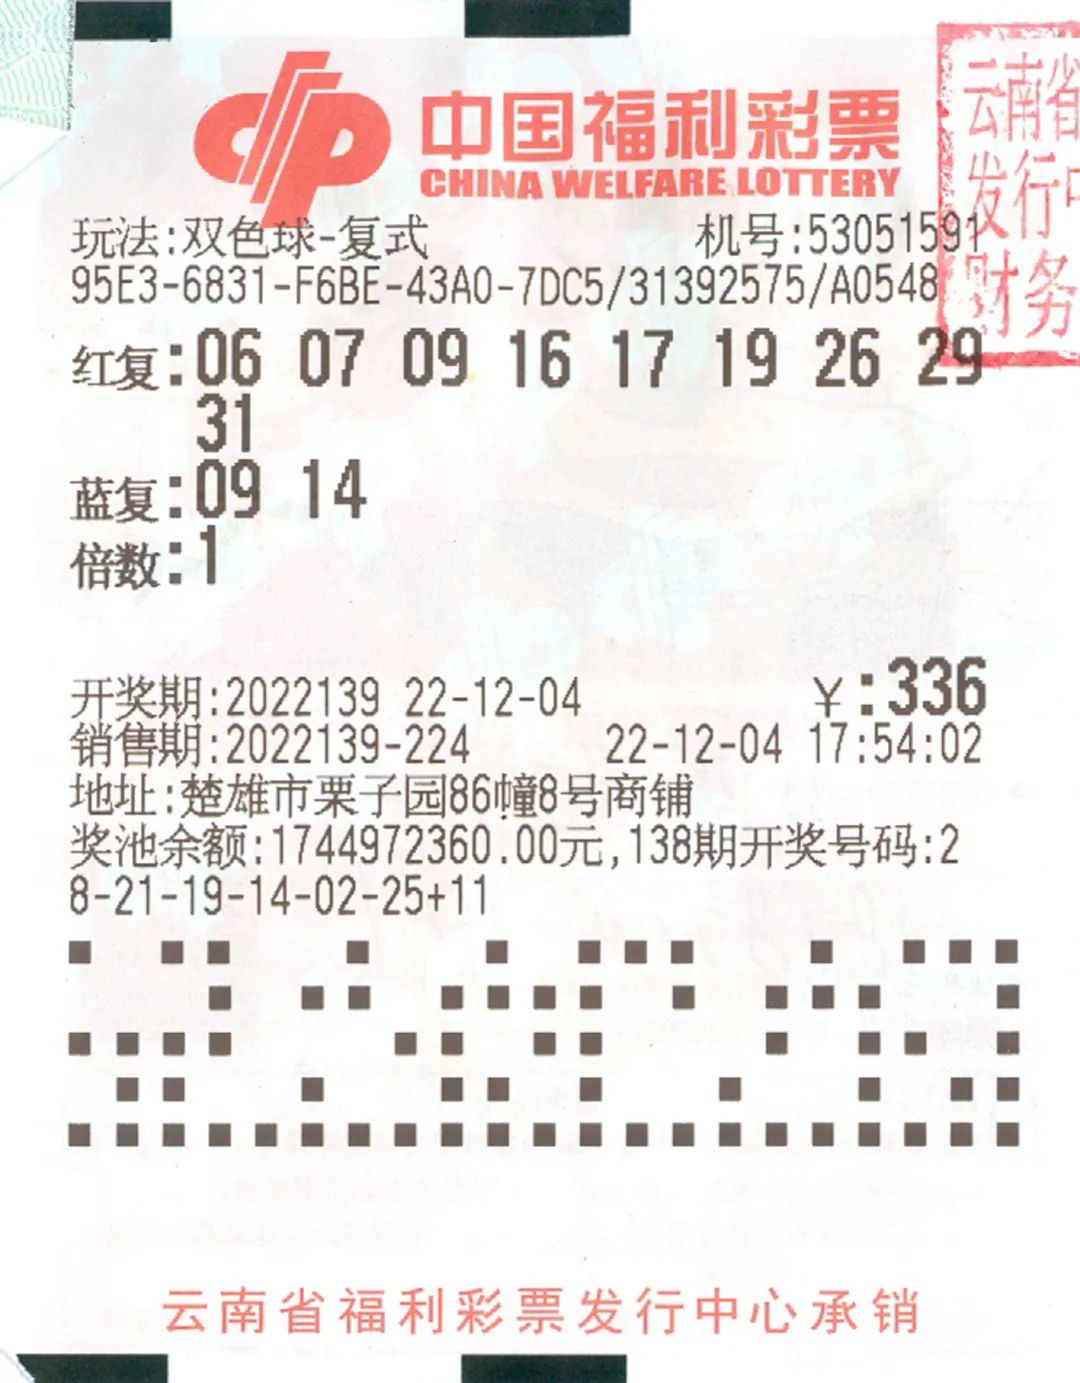 中国福利彩票
CHINA WELFARE LOTTERY
云南省
发行中
财务
玩法:双色球-复式 机号:53051591
95E3-6831-F6BE-43A0-7DC5/31392575/A0548
红复:06 07 09 16 17 19 26 29
31
蓝复:09 14
倍数:1
开奖期:2022139 22-12-04 ¥:336
销售期:2022139-224 22-12-04 17:54:02
地址:楚雄市栗子园86幢8号商铺
奖池余额:1744972360.00元,138期开奖号码:2
8-21-19-14-02-25+11
云南省福利彩票发行中心承销